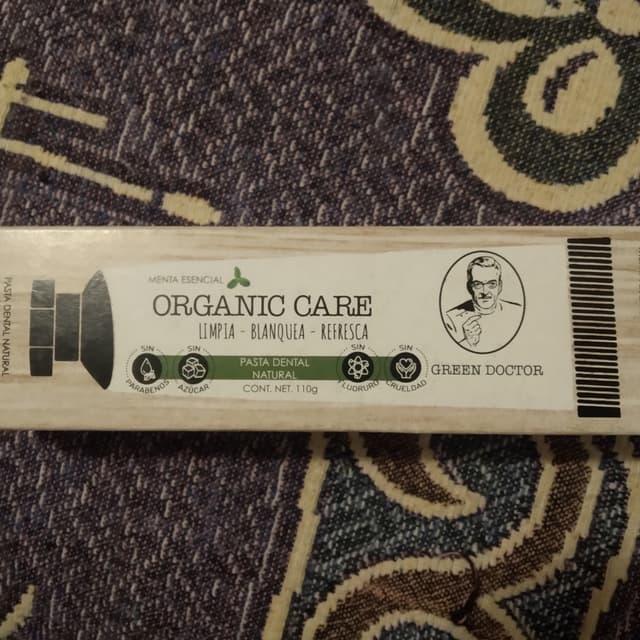 PASTA DENTAL NATURAL
MENTA ESENCIAL
ORGANIC CARE
LIMPIA - BLANQUEA - REFRESCA
SIN PARABENOS
SIN AZÚCAR
PASTA DENTAL
NATURAL
CONT. NET. 110g
SIN FLUORURO
SIN CRUELDAD
GREEN DOCTOR